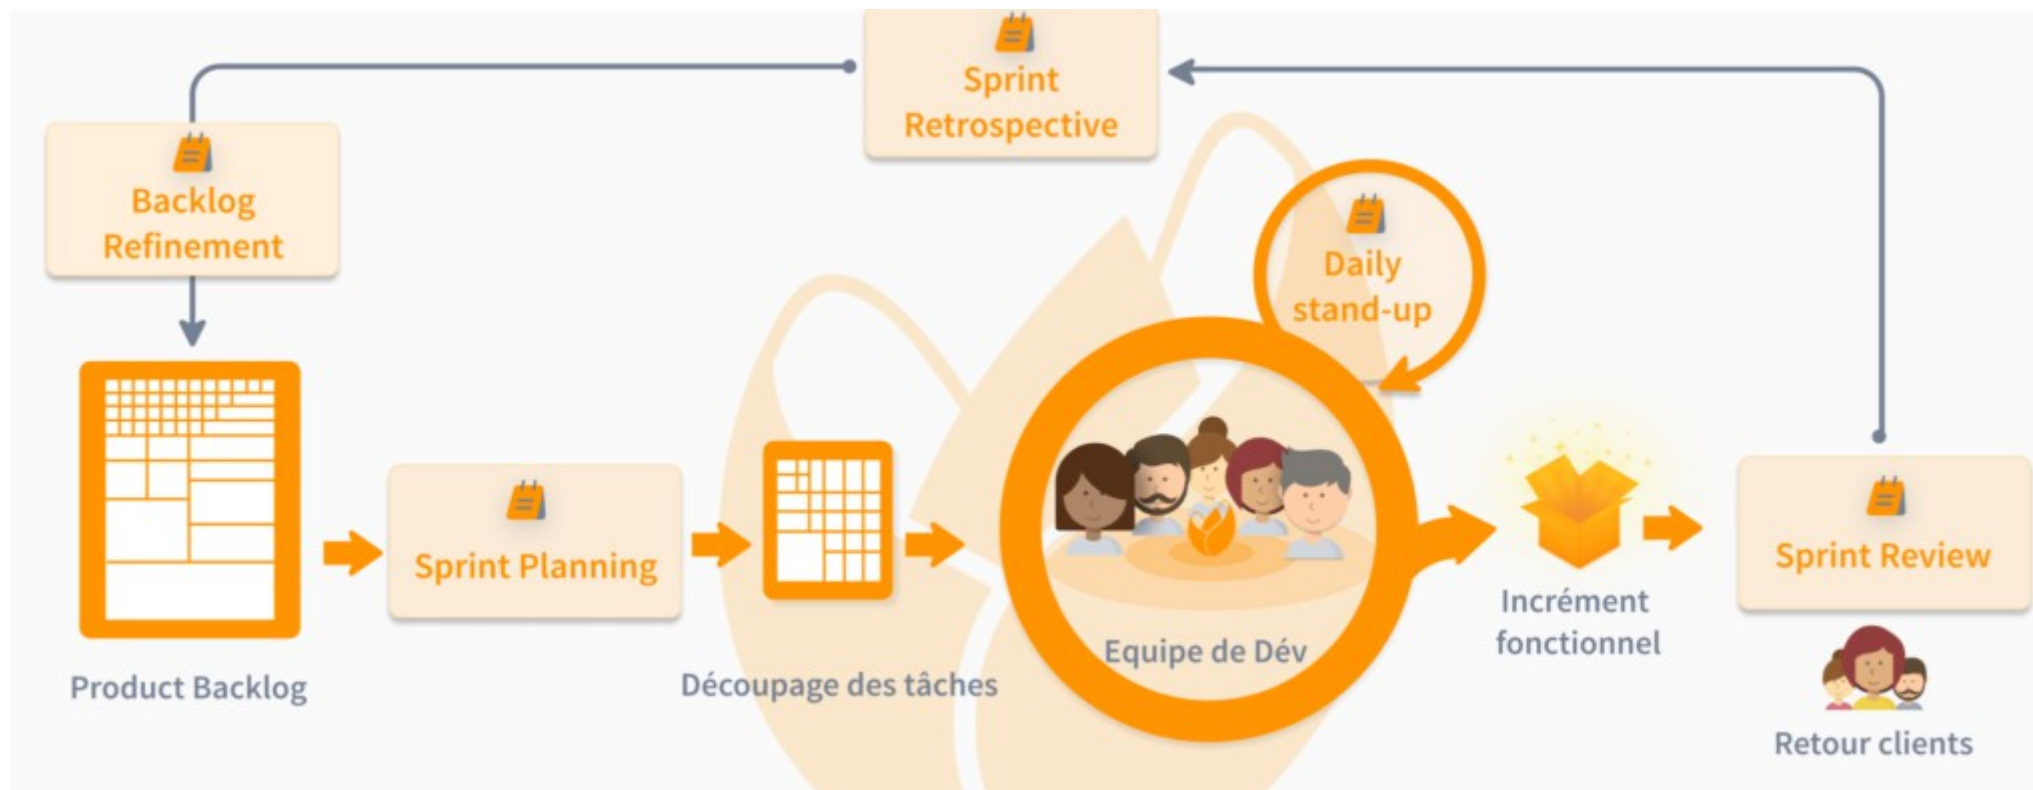 Sprint
Retrospective
Backlog
Refinement
Daily
stand-up
Sprint Planning
Sprint Review
Incrément
fonctionnel
Equipe de Dév
Product Backlog
Découpage des tâches
Retour clients